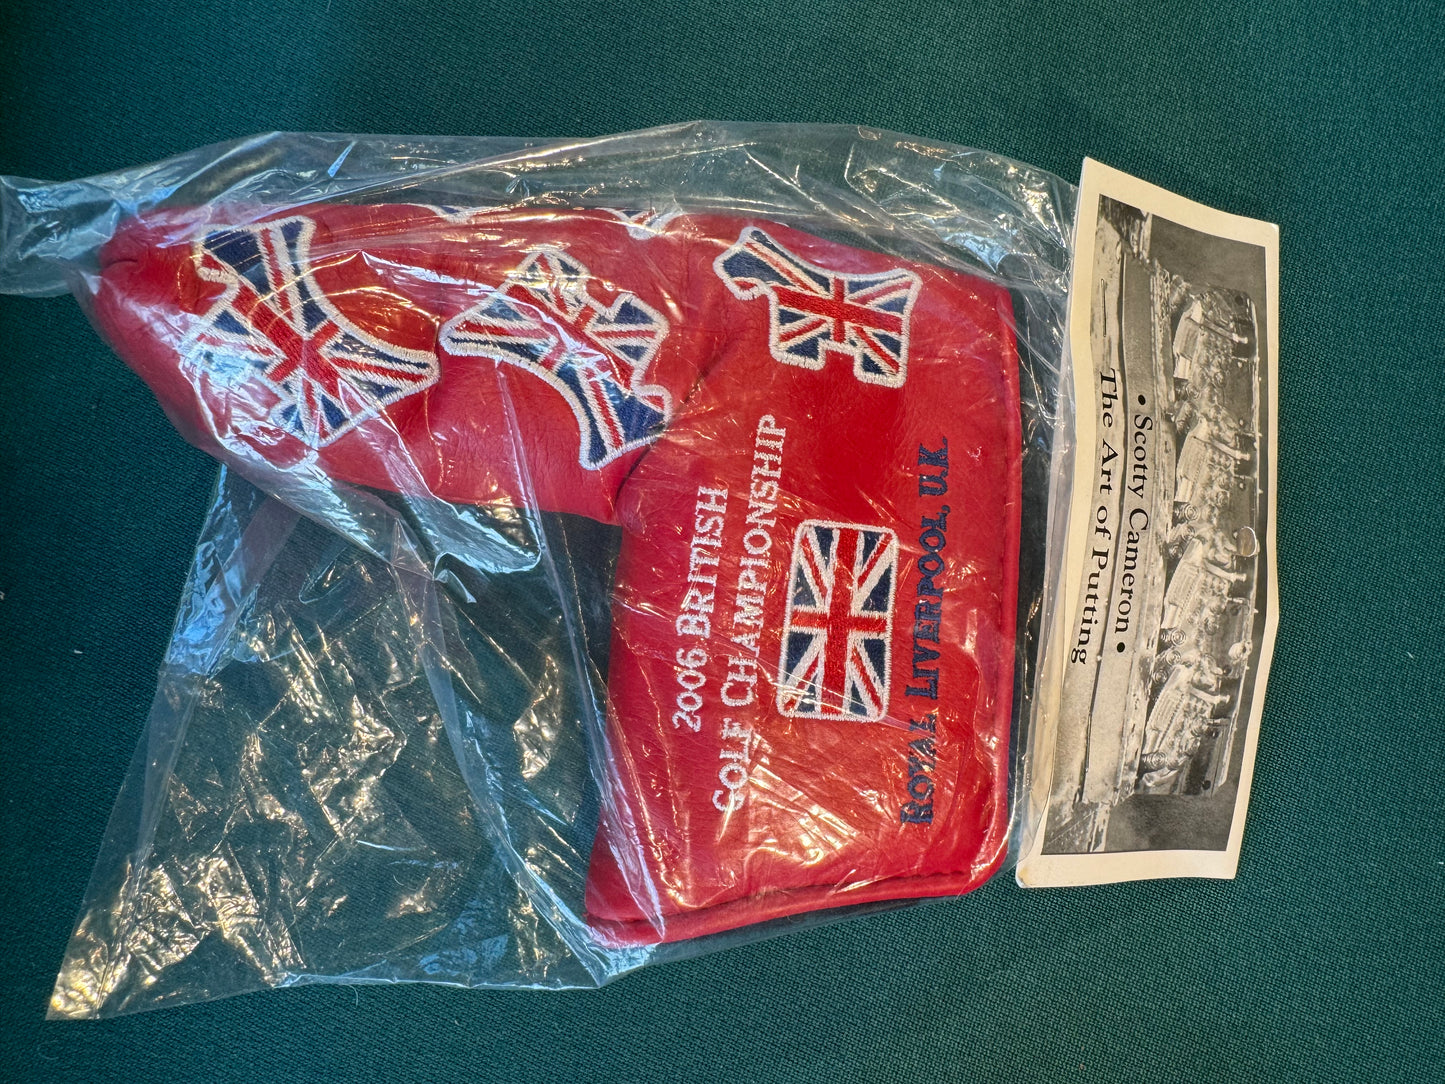 2006 BRITISH
GOLF CHAMPIONSHIP
ROYAL LIVERPOOL, U.K.
• Scotty Cameron •
The Art of Putting